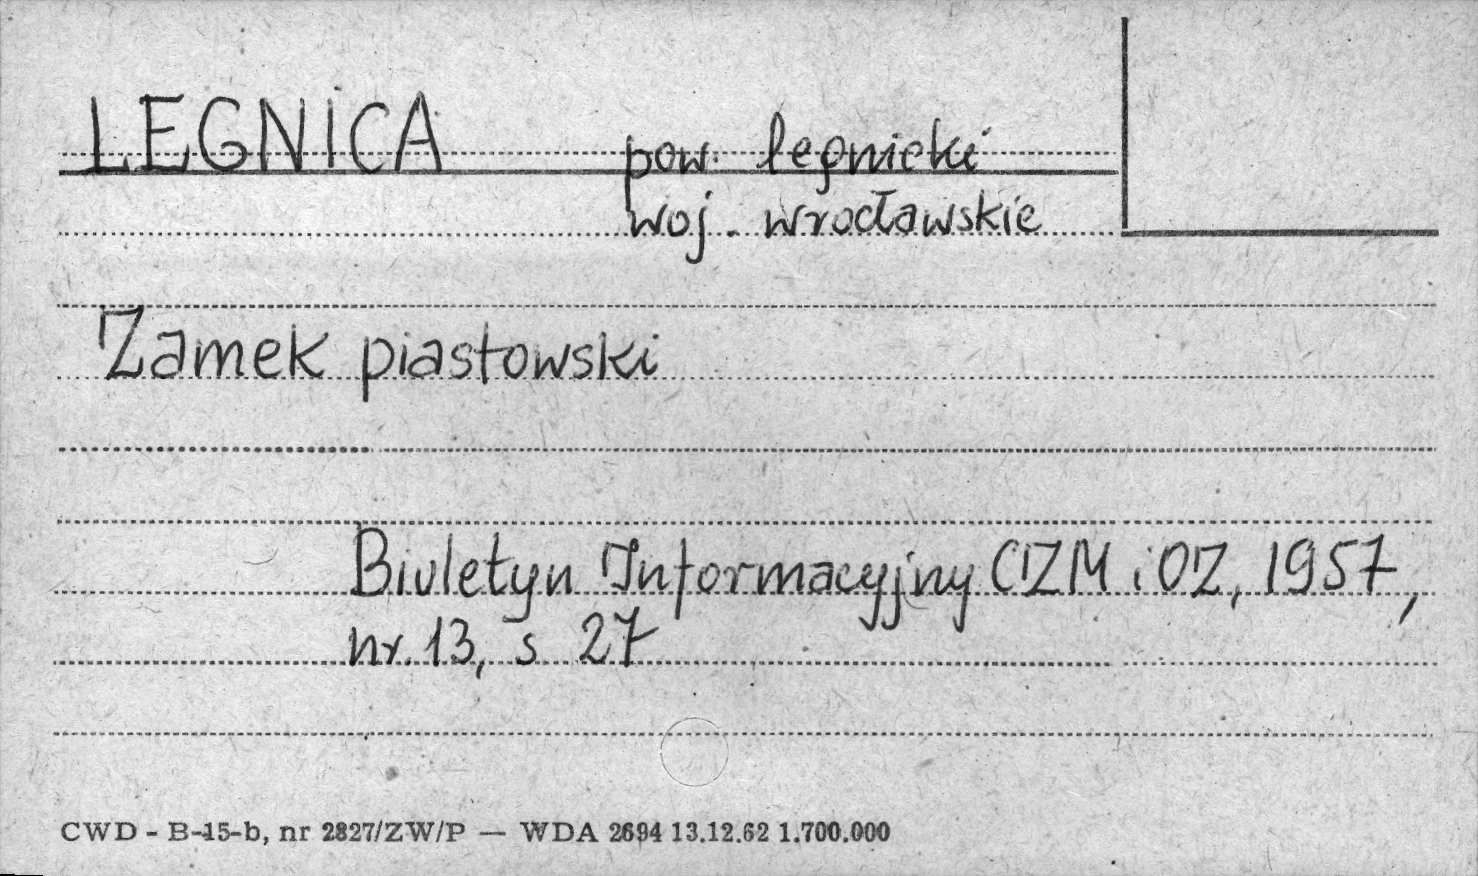 LEGNICA pow. legnicki
woj. wrocławskie
Zamek piastowski
Biuletyn Informacyjny CZM i OZ, 1957,
nr. 13, s 27
CWD - B-15-b, nr 2827/ZW/P — WDA 2694 13.12.62 1.700.000